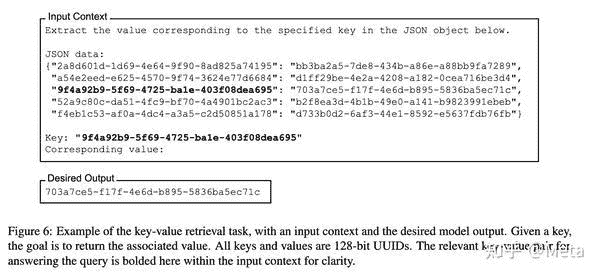 Input Context
Extract the value corresponding to the specified key in the JSON object below.
JSON data:
{"2a8d601d-1d69-4e64-9f90-8ad825a74195": "bb3ba2a5-7de8-434b-a86e-a88bb9fa7289",
"a54e2eed-e625-4570-9f74-3624e77d6684": "d1ff29be-4e2a-4208-a182-0cea716be3d4",
"9f4a92b9-5f69-4725-ba1e-403f08dea695": "703a7ce5-f17f-4e6d-b895-5836ba5ec71c",
"52a9c80c-da51-4fc9-bf70-4a4901bc2ac3": "b2f8ea3d-4b1b-49e0-a141-b9823991ebeb",
"f4eb1c53-af0a-4dc4-a3a5-c2d50851a178": "d733b0d2-6af3-44e1-8592-e5637fdb76fb"}
Key: "9f4a92b9-5f69-4725-ba1e-403f08dea695"
Corresponding value:
Desired Output
703a7ce5-f17f-4e6d-b895-5836ba5ec71c
Figure 6: Example of the key-value retrieval task, with an input context and the desired model output. Given a key,
the goal is to return the associated value. All keys and values are 128-bit UUIDs. The relevant key-value pair for
answering the query is bolded here within the input context for clarity.
知乎 @Meta